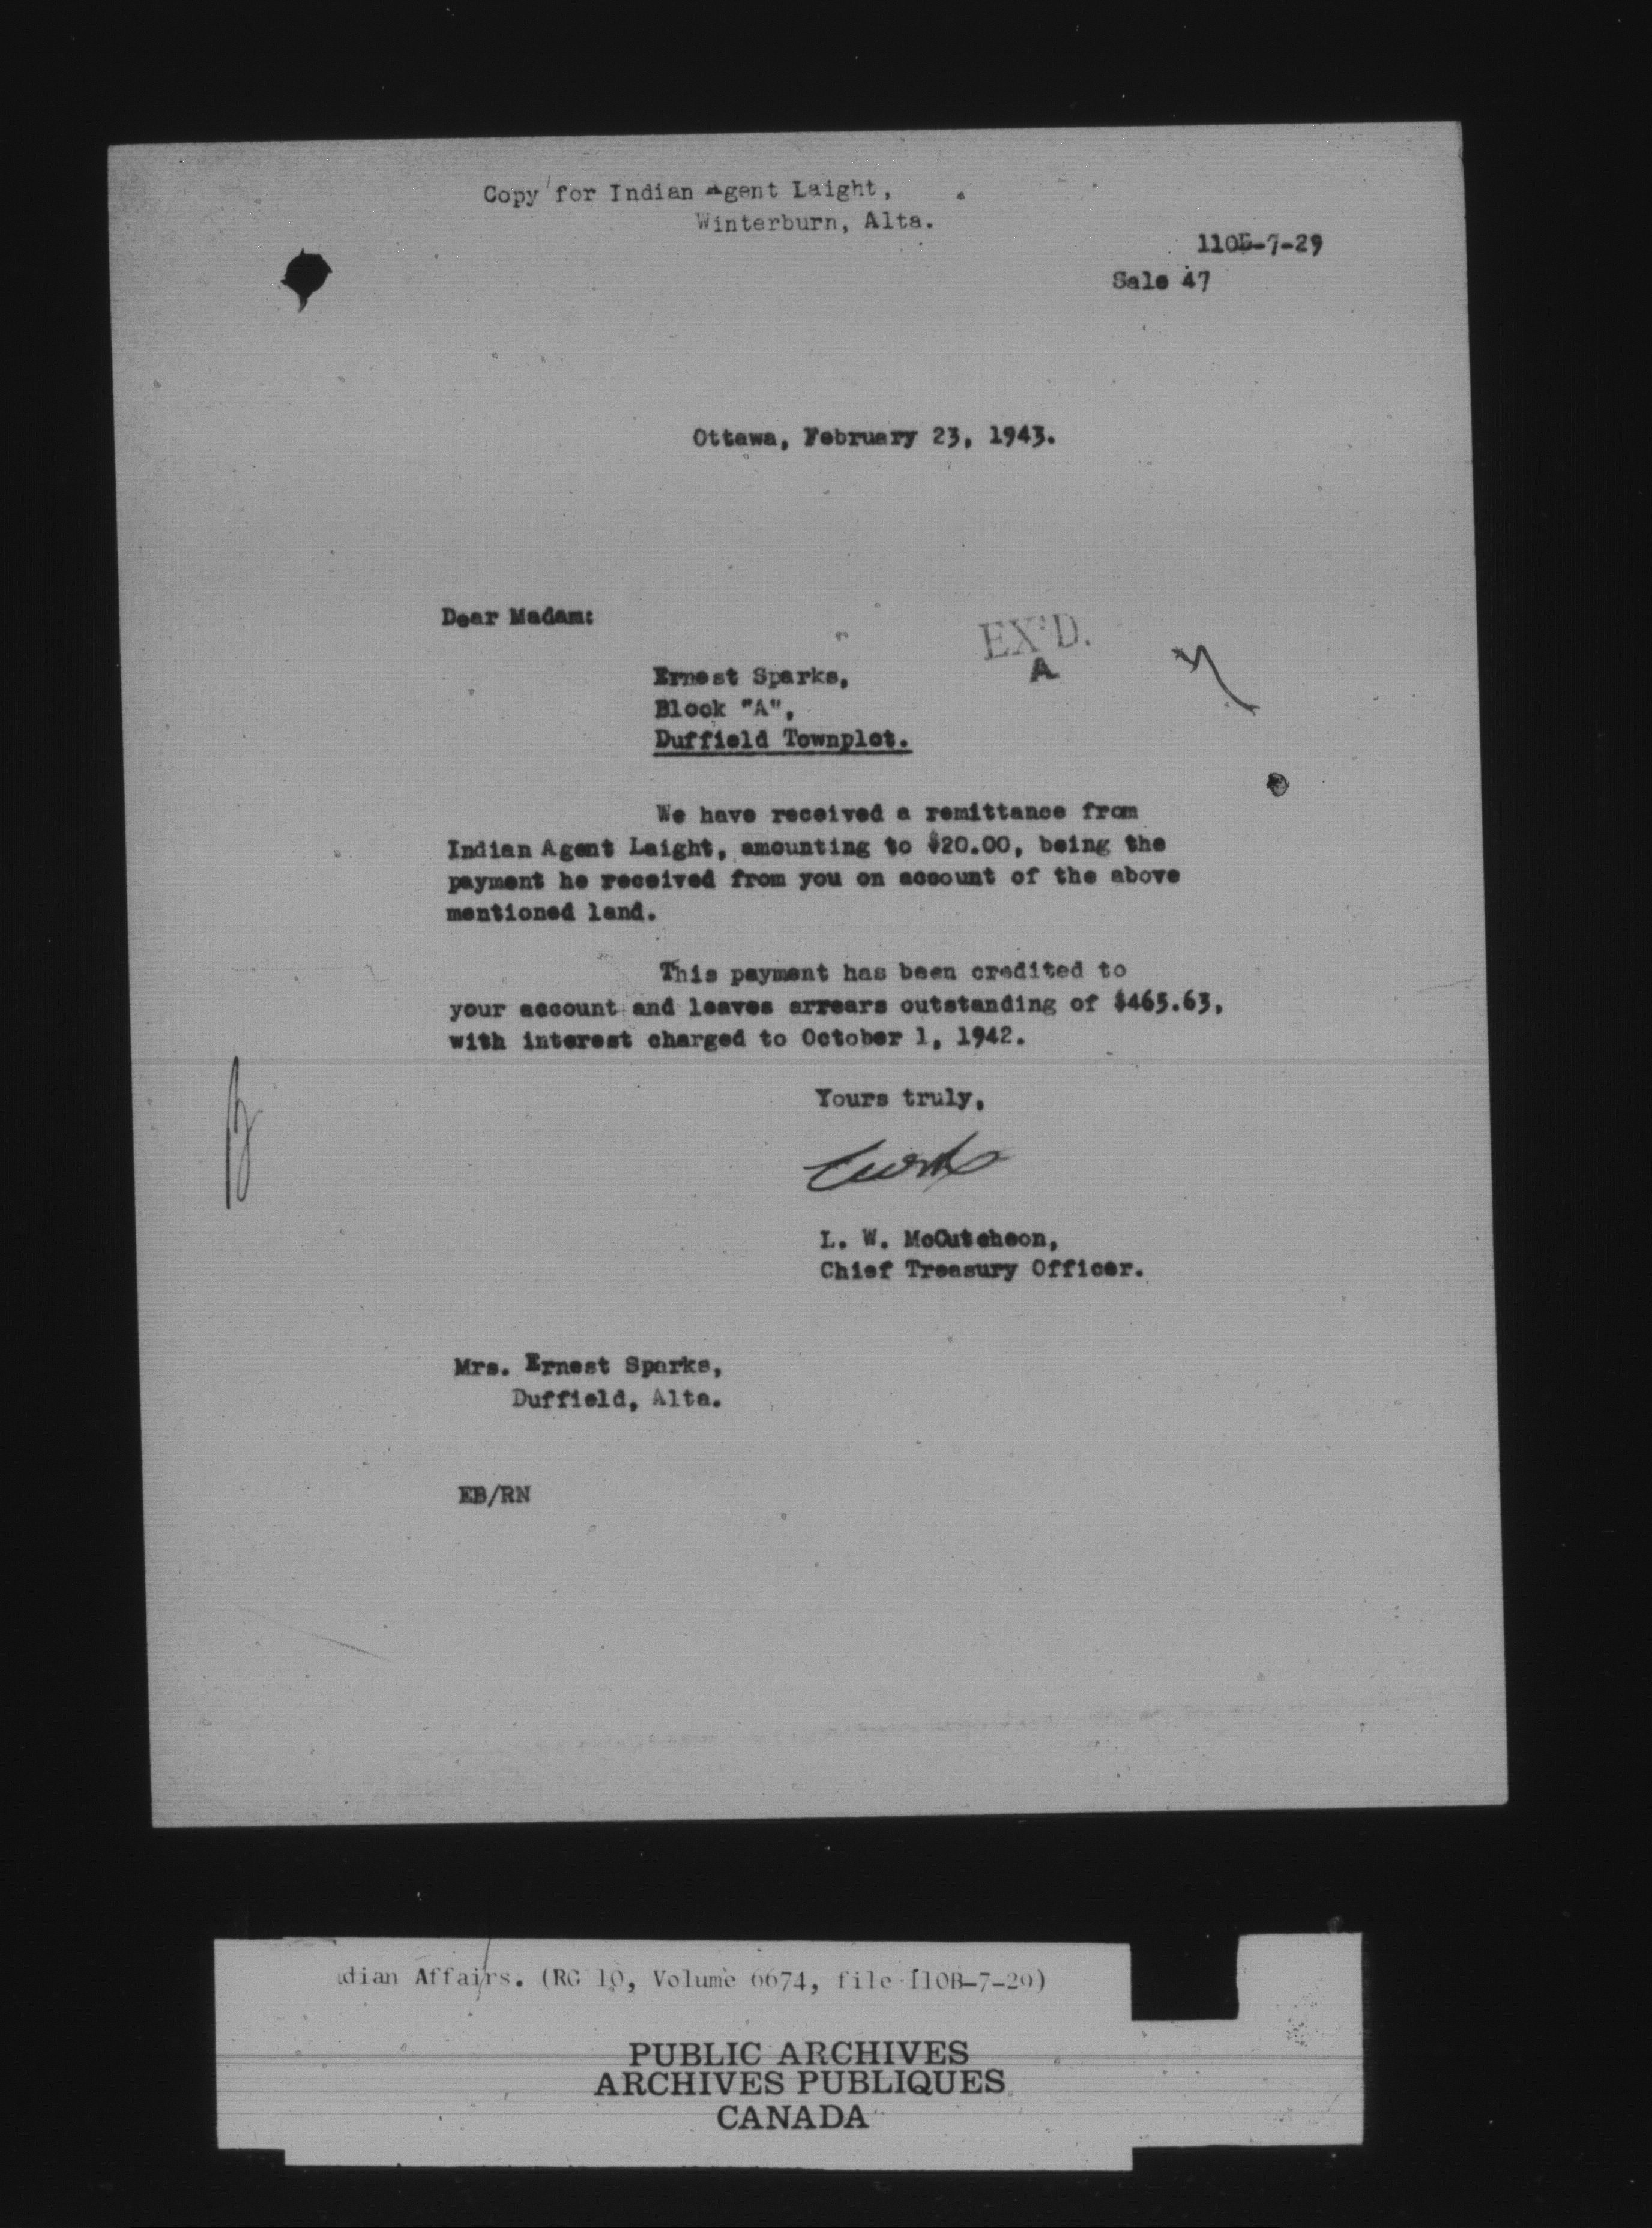 Copy for Indian Agent Laight,
Winterburn, Alta.
110B-7-29
Sale 47
Ottawa, February 23, 1943.
Dear Madam:
EX'D.
A
Ernest Sparks,
Block "A",
Duffield Townplot.
We have received a remittance from
Indian Agent Laight, amounting to $20.00, being the
payment he received from you on account of the above
mentioned land.
This payment has been credited to
your account and leaves arrears outstanding of $465.63,
with interest charged to October 1, 1942.
Yours truly,
L. W. McCutcheon,
Chief Treasury Officer.
Mrs. Ernest Sparks,
Duffield, Alta.
EB/RN
dian Affairs. (RG 10, Volume 6674, file 110B-7-29)
PUBLIC ARCHIVES
ARCHIVES PUBLIQUES
CANADA